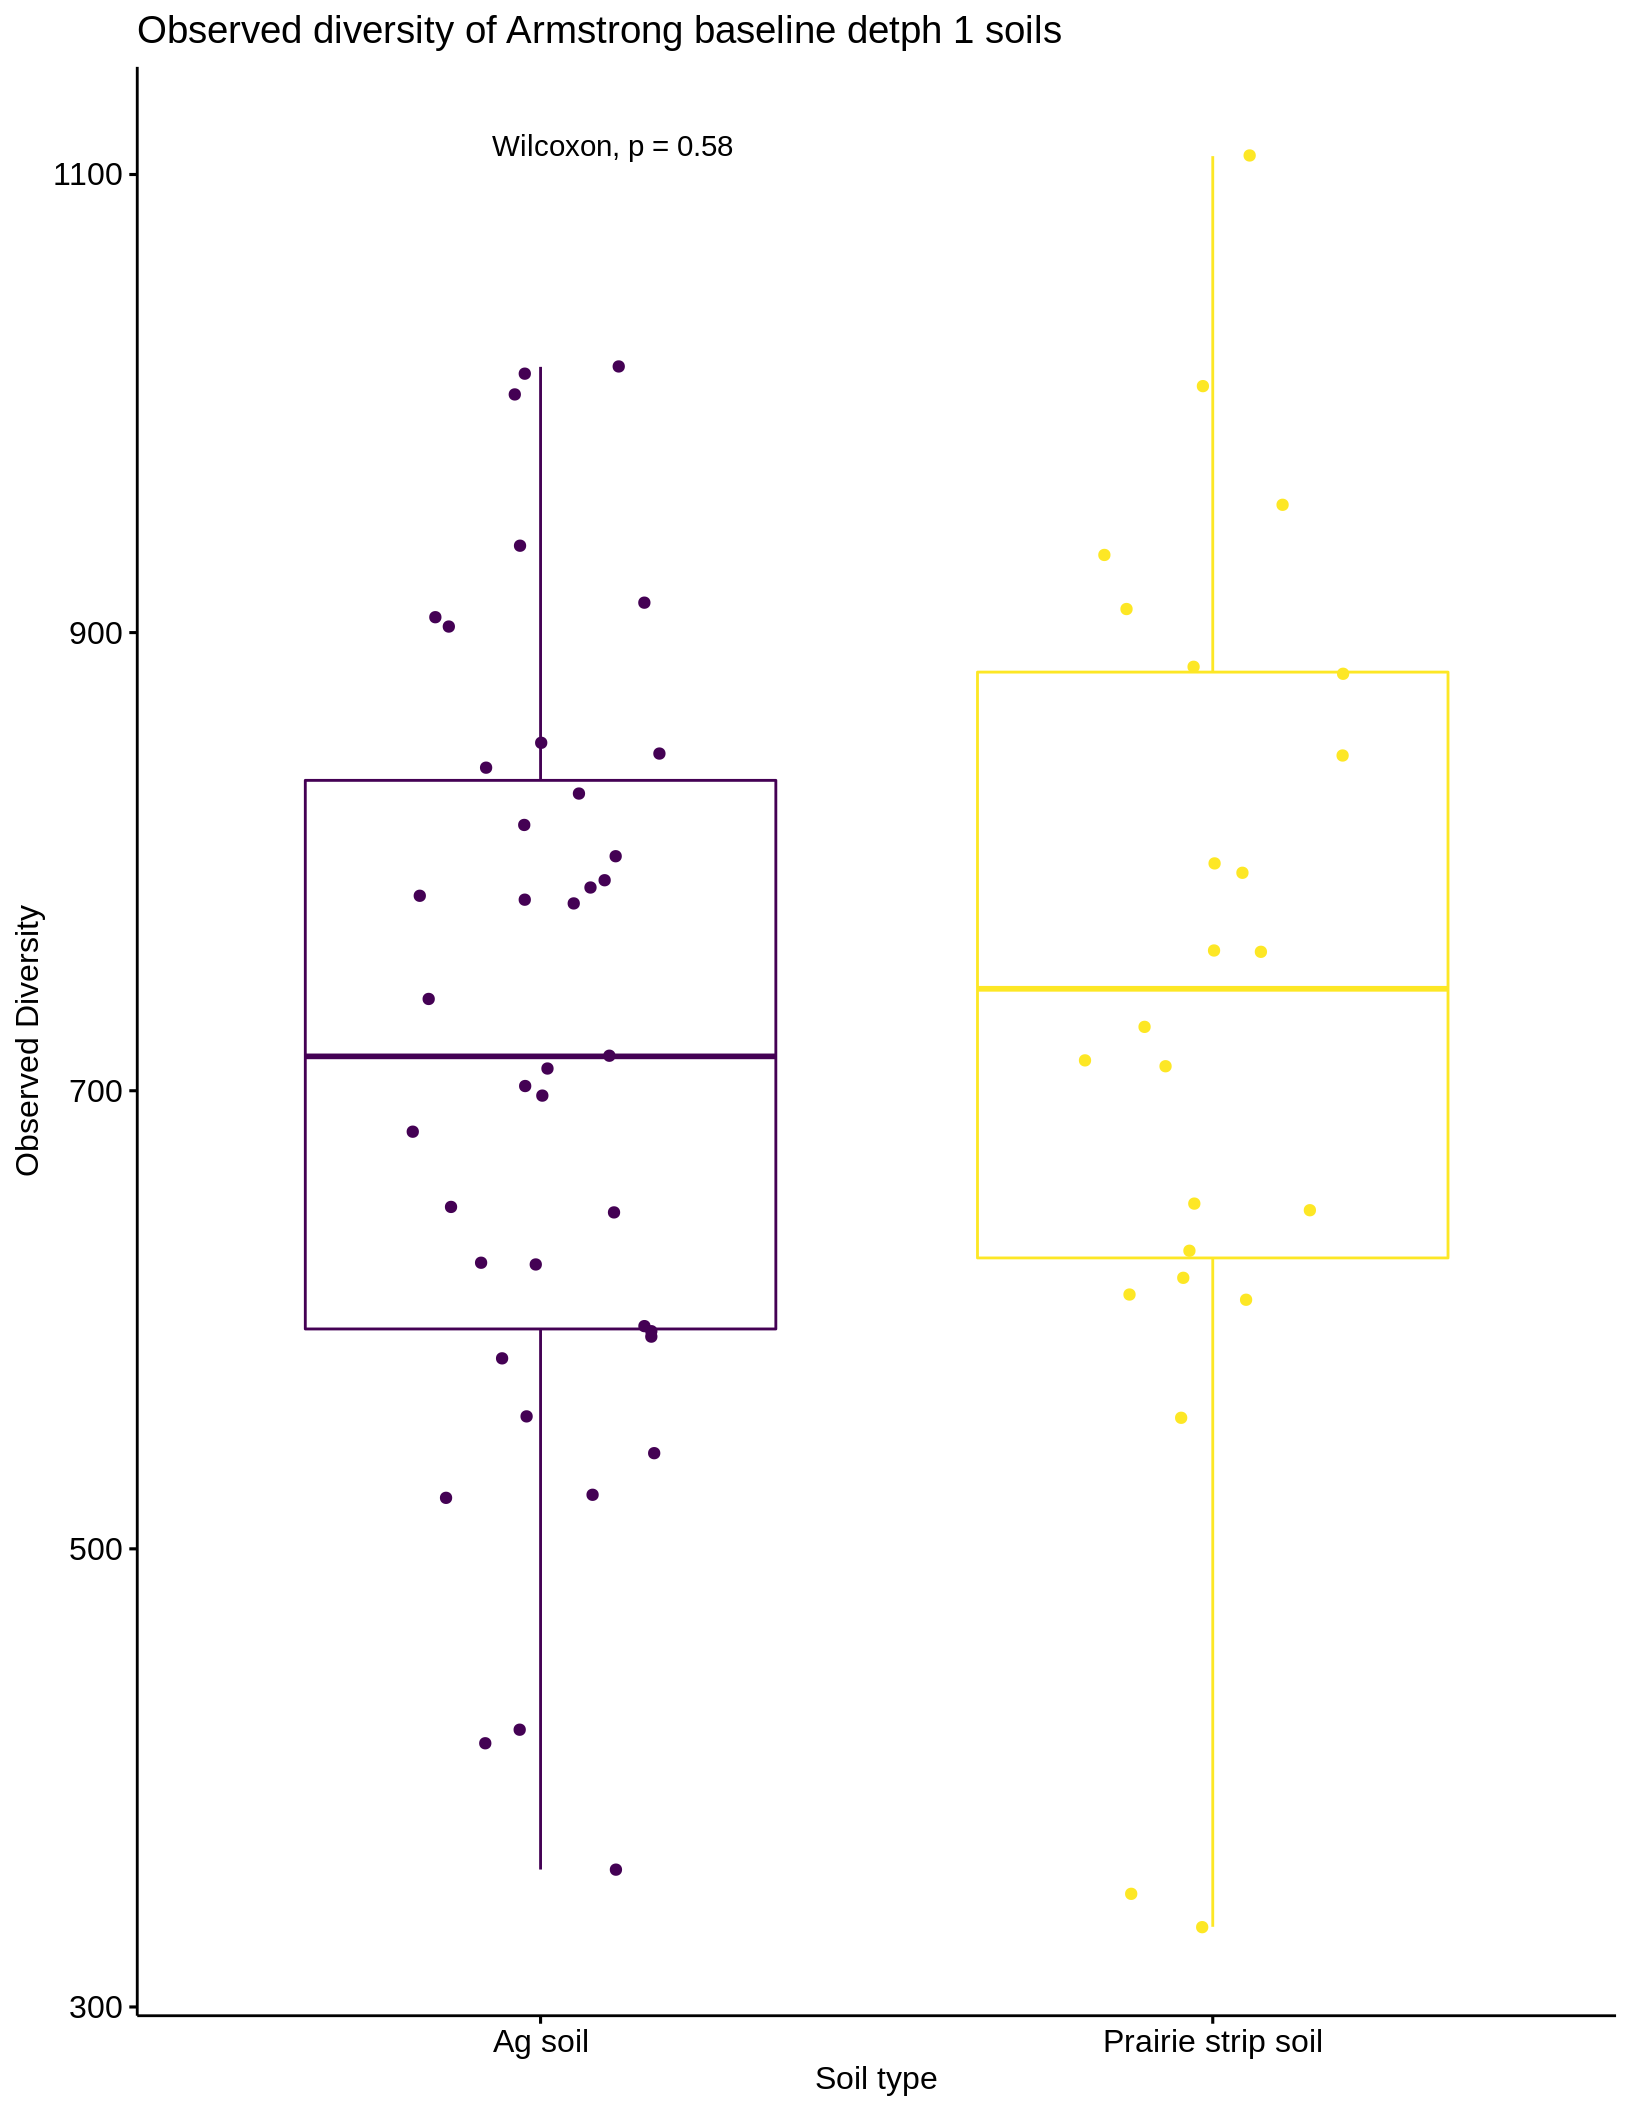 Observed diversity of Armstrong baseline detph 1 soils
Wilcoxon, p = 0.58
1100
900
700
500
300
Observed Diversity
Ag soil
Prairie strip soil
Soil type